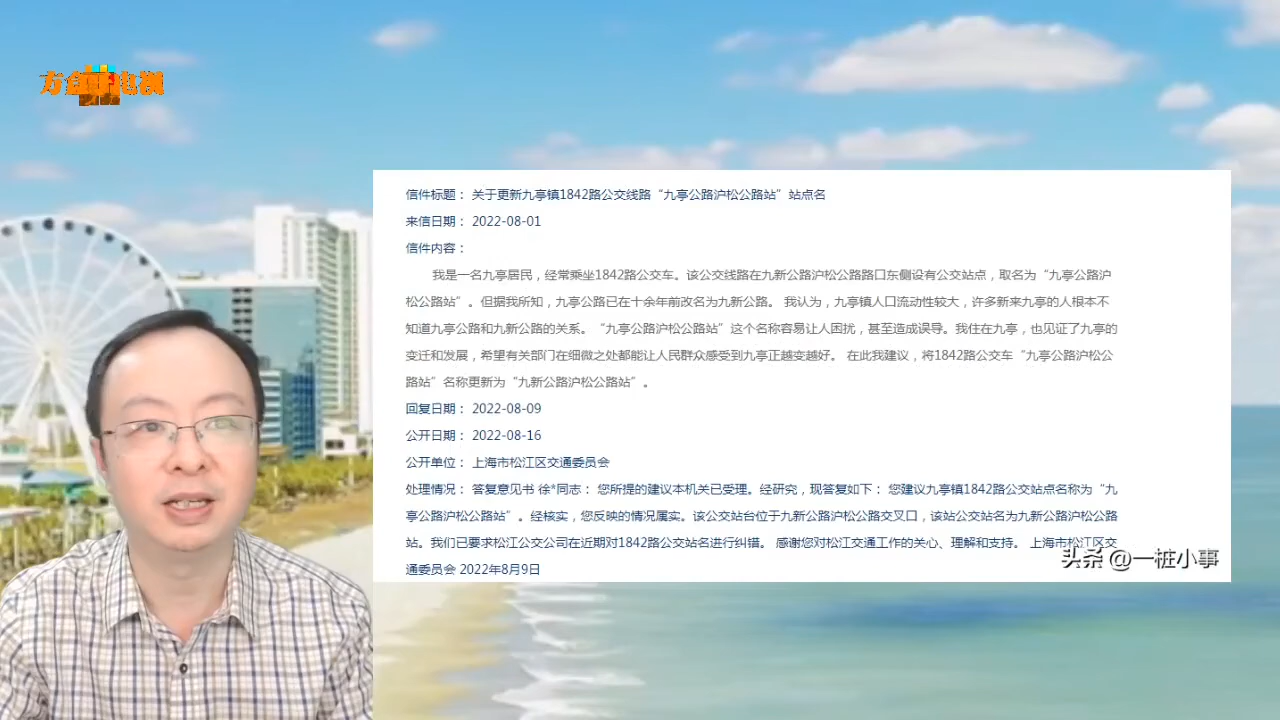 信件标题： 关于更新九亭镇1842路公交线路“九亭公路沪松公路站”站点名
来信日期： 2022-08-01
信件内容：
我是一名九亭居民，经常乘坐1842路公交车。该公交线路在九新公路沪松公路路口东侧设有公交站点，取名为“九亭公路沪
松公路站”。但据我所知，九亭公路已在十余年前改名为九新公路。 我认为，九亭镇人口流动性较大，许多新来九亭的人根本不
知道九亭公路和九新公路的关系。 “九亭公路沪松公路站”这个名称容易让人困扰，甚至造成误导。我住在九亭，也见证了九亭的
变迁和发展，希望有关部门在细微之处都能让人民群众感受到九亭正越变越好。 在此我建议，将1842路公交车“九亭公路沪松公
路站”名称更新为“九新公路沪松公路站”。
回复日期： 2022-08-09
公开日期： 2022-08-16
公开单位： 上海市松江区交通委员会
处理情况： 答复意见书 徐*同志： 您所提的建议本机关已受理。经研究，现答复如下： 您建议九亭镇1842路公交站点名称为“九
亭公路沪松公路站”。经核实，您反映的情况属实。该公交站台位于九新公路沪松公路交叉口，该站公交站名为九新公路沪松公路
站。我们已要求松江公交公司在近期对1842路公交站名进行纠错。 感谢您对松江交通工作的关心、理解和支持。 上海市松江区交
通委员会 2022年8月9日
头条 @一桩小事